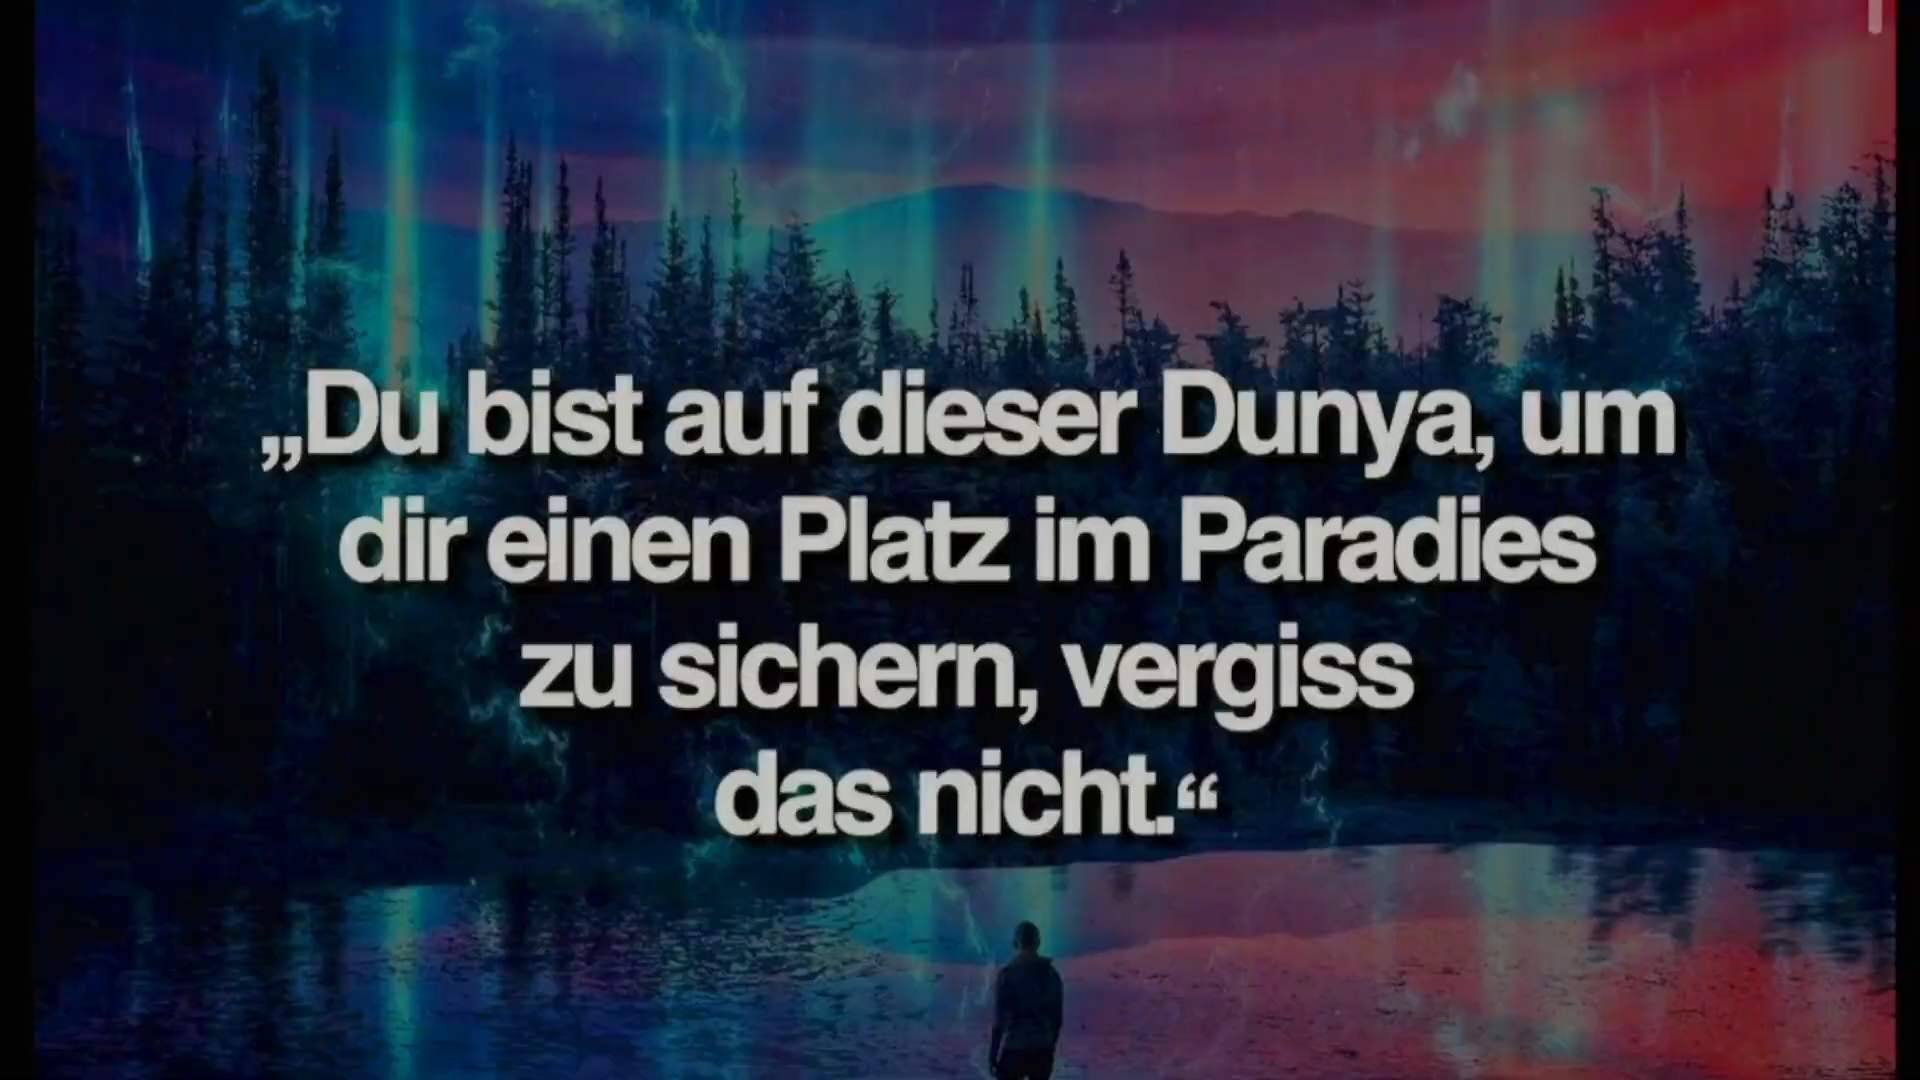 „Du bist auf dieser Dunya, um
dir einen Platz im Paradies
zu sichern, vergiss
das nicht.“